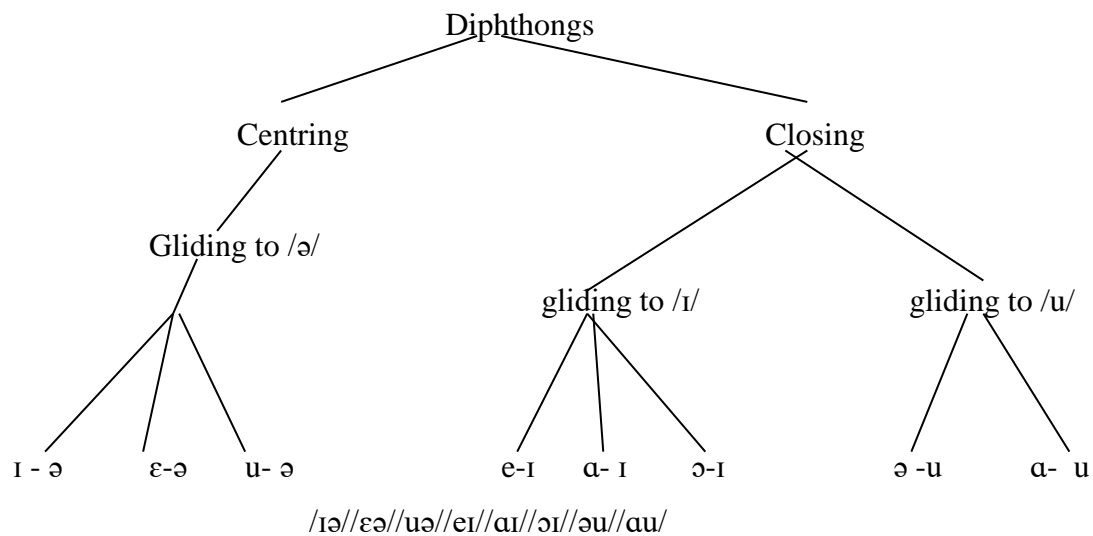 Diphthongs
Centring Closing
Gliding to /ə/
gliding to /ɪ/ gliding to /u/
ɪ - ə ɛ-ə u- ə e-ɪ ɑ- ɪ ɔ-ɪ ə -u ɑ- u
/ɪə//ɛə//uə//eɪ//ɑɪ//ɔɪ//əu//ɑu/